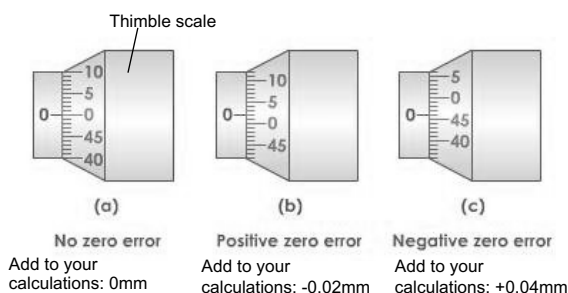 Thimble scale
10
5
0
0
45
40
10
5
0
0
45
5
0
0
45
40
(a)
(b)
(c)
No zero error
Positive zero error
Negative zero error
Add to your
calculations: 0mm
Add to your
calculations: -0.02mm
Add to your
calculations: +0.04mm